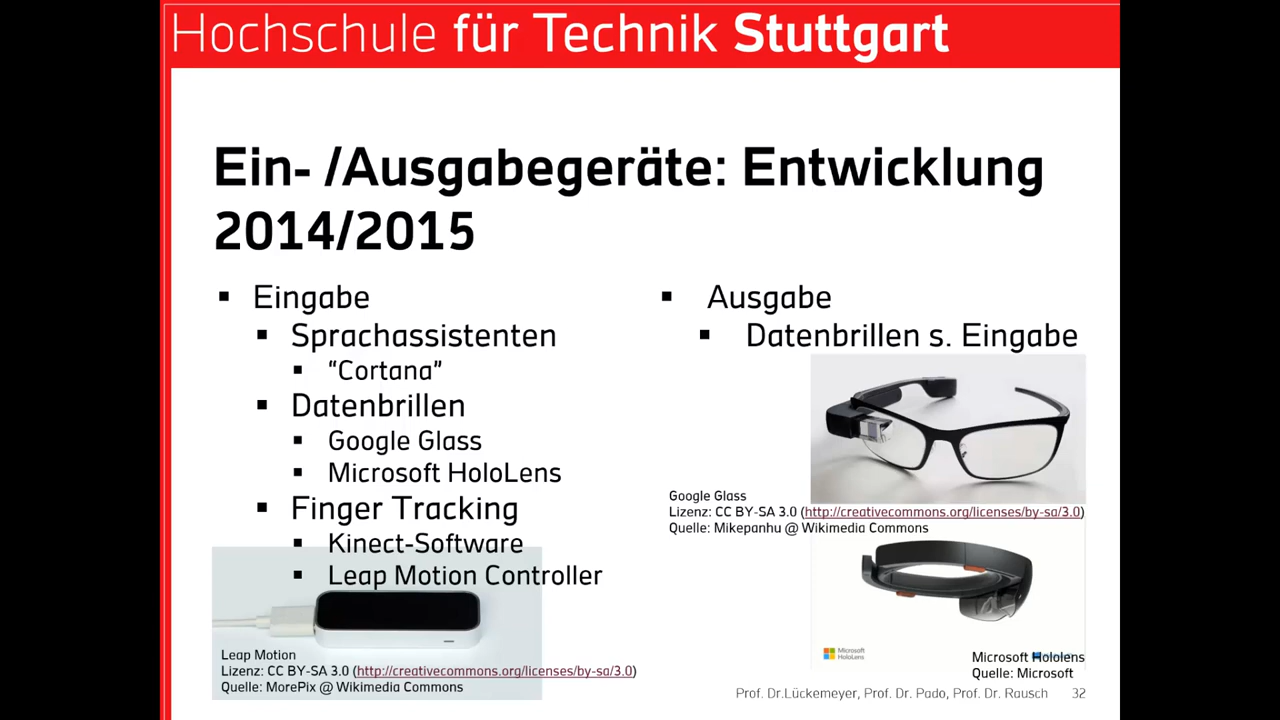 Hochschule für Technik Stuttgart
Ein- /Ausgabegeräte: Entwicklung
2014/2015
▪ Eingabe
▪ Sprachassistenten
▪ “Cortana”
▪ Datenbrillen
▪ Google Glass
▪ Microsoft HoloLens
▪ Finger Tracking
▪ Kinect-Software
▪ Leap Motion Controller
Leap Motion
Lizenz: CC BY-SA 3.0 (http://creativecommons.org/licenses/by-sa/3.0)
Quelle: MorePix @ Wikimedia Commons
▪ Ausgabe
▪ Datenbrillen s. Eingabe
Google Glass
Lizenz: CC BY-SA 3.0 (http://creativecommons.org/licenses/by-sa/3.0)
Quelle: Mikepanhu @ Wikimedia Commons
Microsoft
HoloLens
Microsoft Hololens
Quelle: Microsoft
Prof. Dr.Lückemeyer, Prof. Dr. Pado, Prof. Dr. Rausch 32